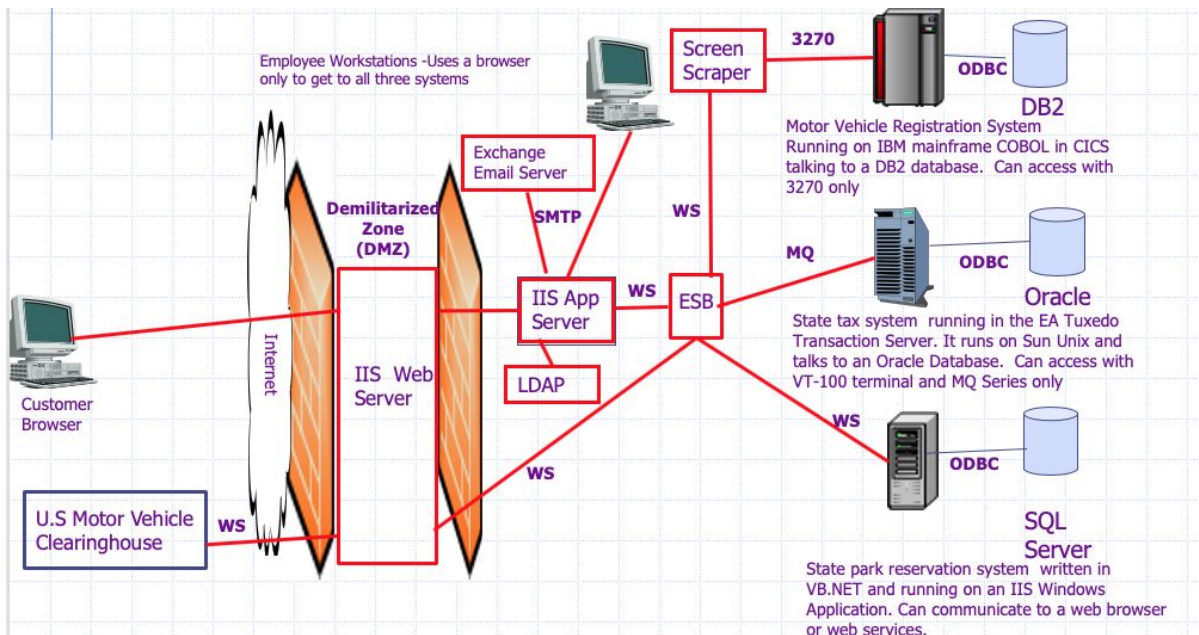 Employee Workstations -Uses a browser
only to get to all three systems
Screen
Scraper
3270
ODBC
DB2
Motor Vehicle Registration System
Running on IBM mainframe COBOL in CICS
talking to a DB2 database. Can access with
3270 only
Exchange
Email Server
SMTP
WS
Demilitarized
Zone
(DMZ)
MQ
ODBC
Oracle
IIS App
Server
WS
ESB
State tax system running in the EA Tuxedo
Transaction Server. It runs on Sun Unix and
talks to an Oracle Database. Can access with
VT-100 terminal and MQ Series only
Internet
IIS Web
Server
LDAP
Customer
Browser
WS
WS
ODBC
U.S Motor Vehicle
Clearinghouse
WS
SQL
Server
State park reservation system written in
VB.NET and running on an IIS Windows
Application. Can communicate to a web browser
or web services.